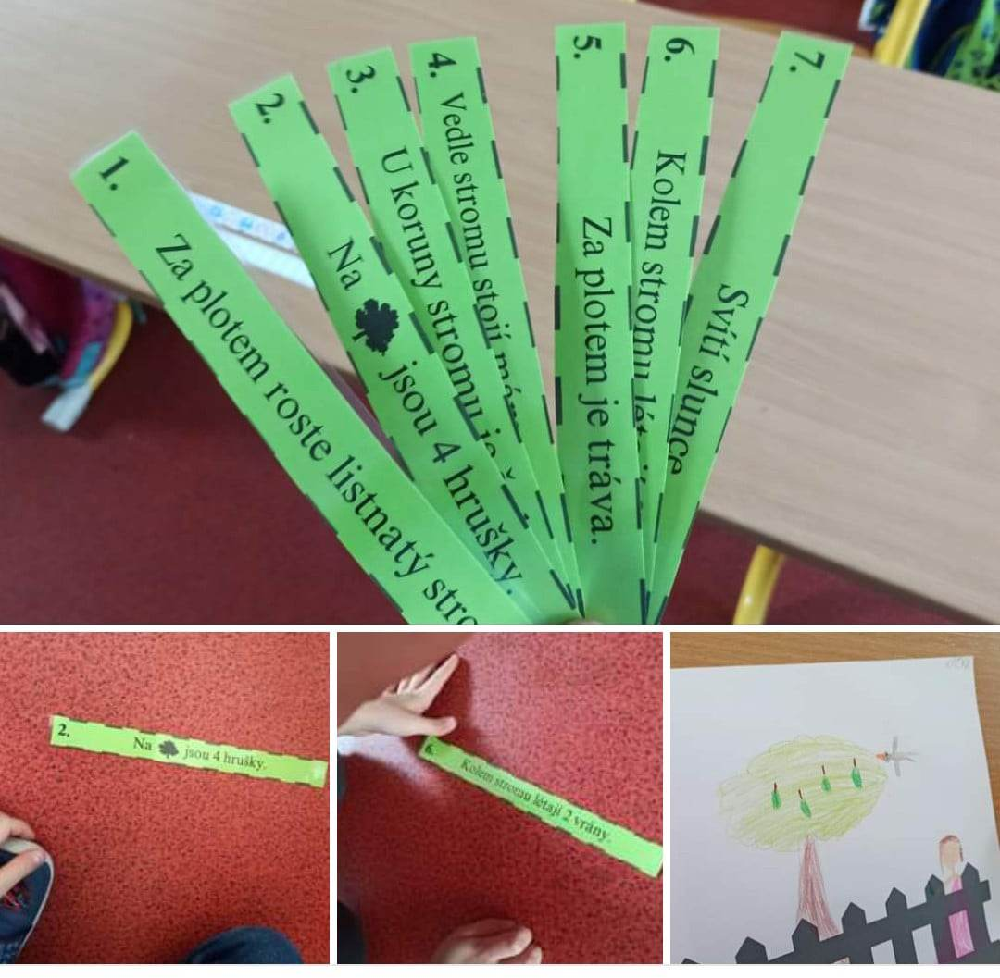 1. Za plotem roste listnatý
2. Na jsou 4 hrušky.
3. U koruny stromu
4. Vedle stromu stojí
5. Za plotem je tráva.
6. Kolem stromu
7. Svítí slunce
2. Na jsou 4 hrušky.
6. Kolem stromu létají 2 vrány.